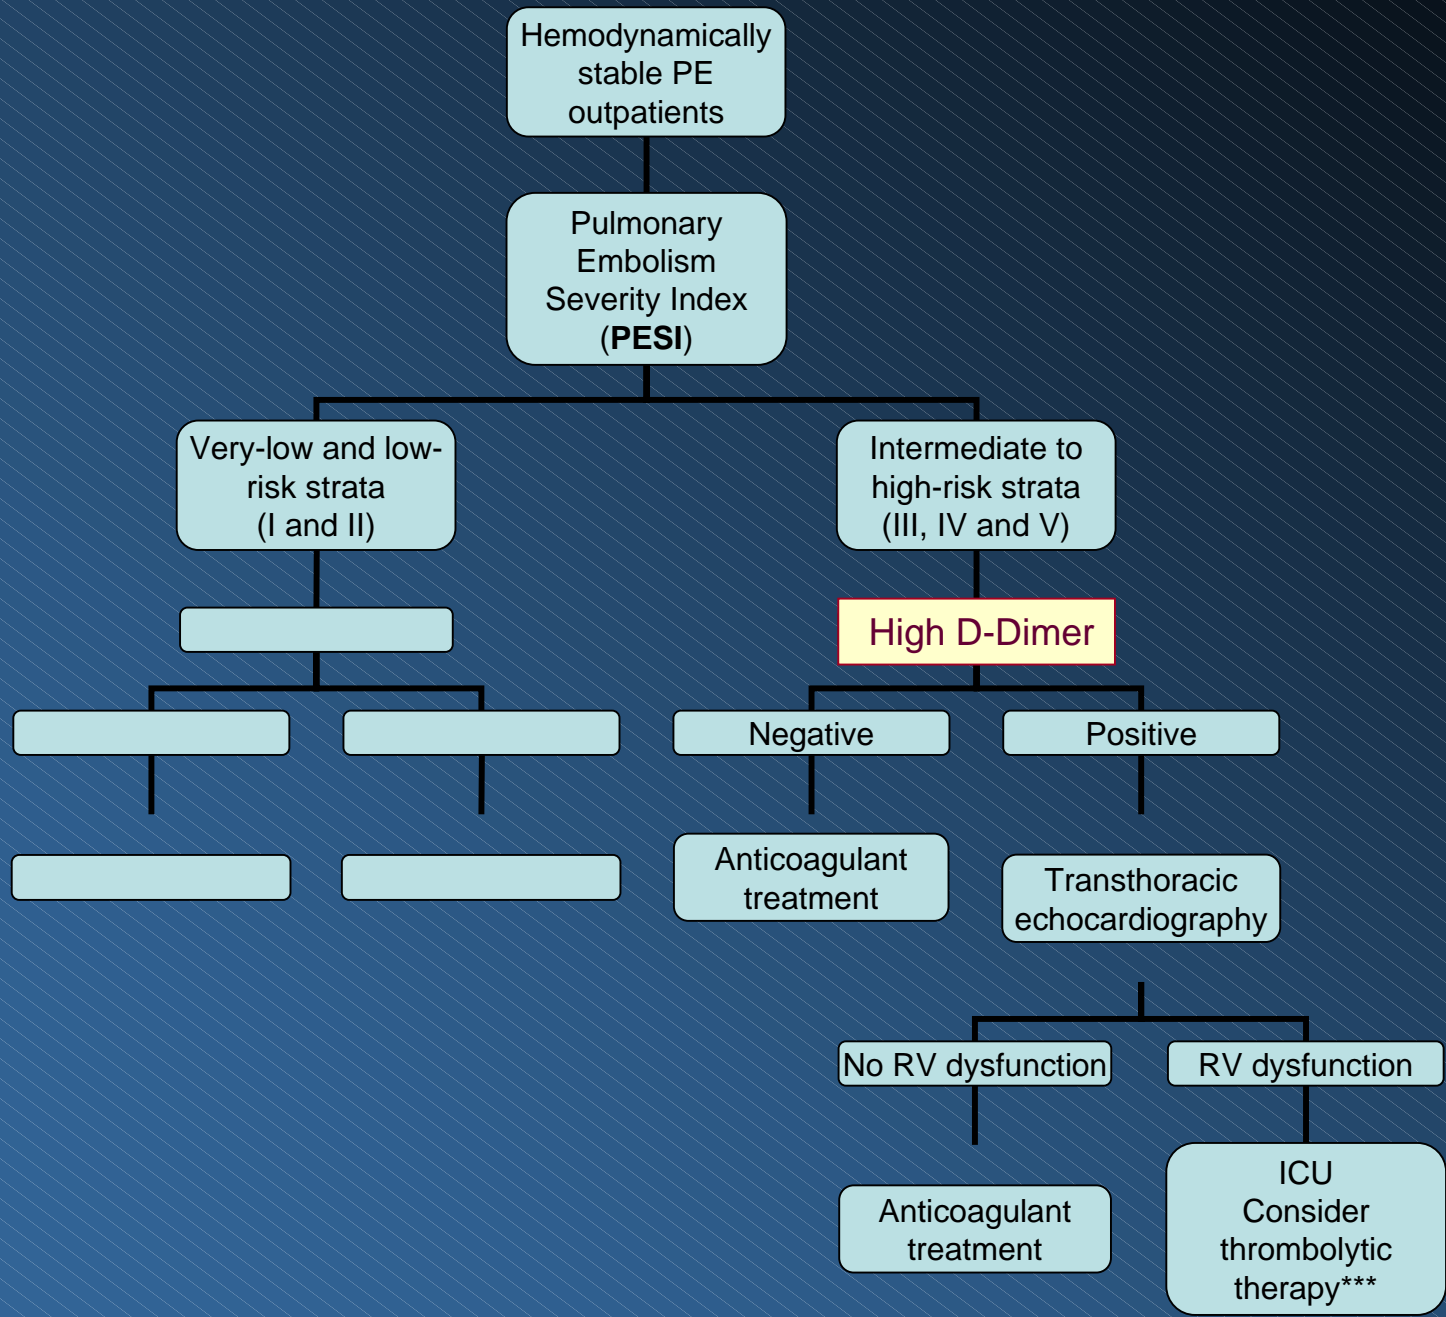 Hemodynamically
stable PE
outpatients
Pulmonary
Embolism
Severity Index
(PESI)
Very-low and low-
risk strata
(I and II)
Intermediate to
high-risk strata
(III, IV and V)
High D-Dimer
Negative
Positive
Anticoagulant
treatment
Transthoracic
echocardiography
No RV dysfunction
RV dysfunction
Anticoagulant
treatment
ICU
Consider
thrombolytic
therapy***